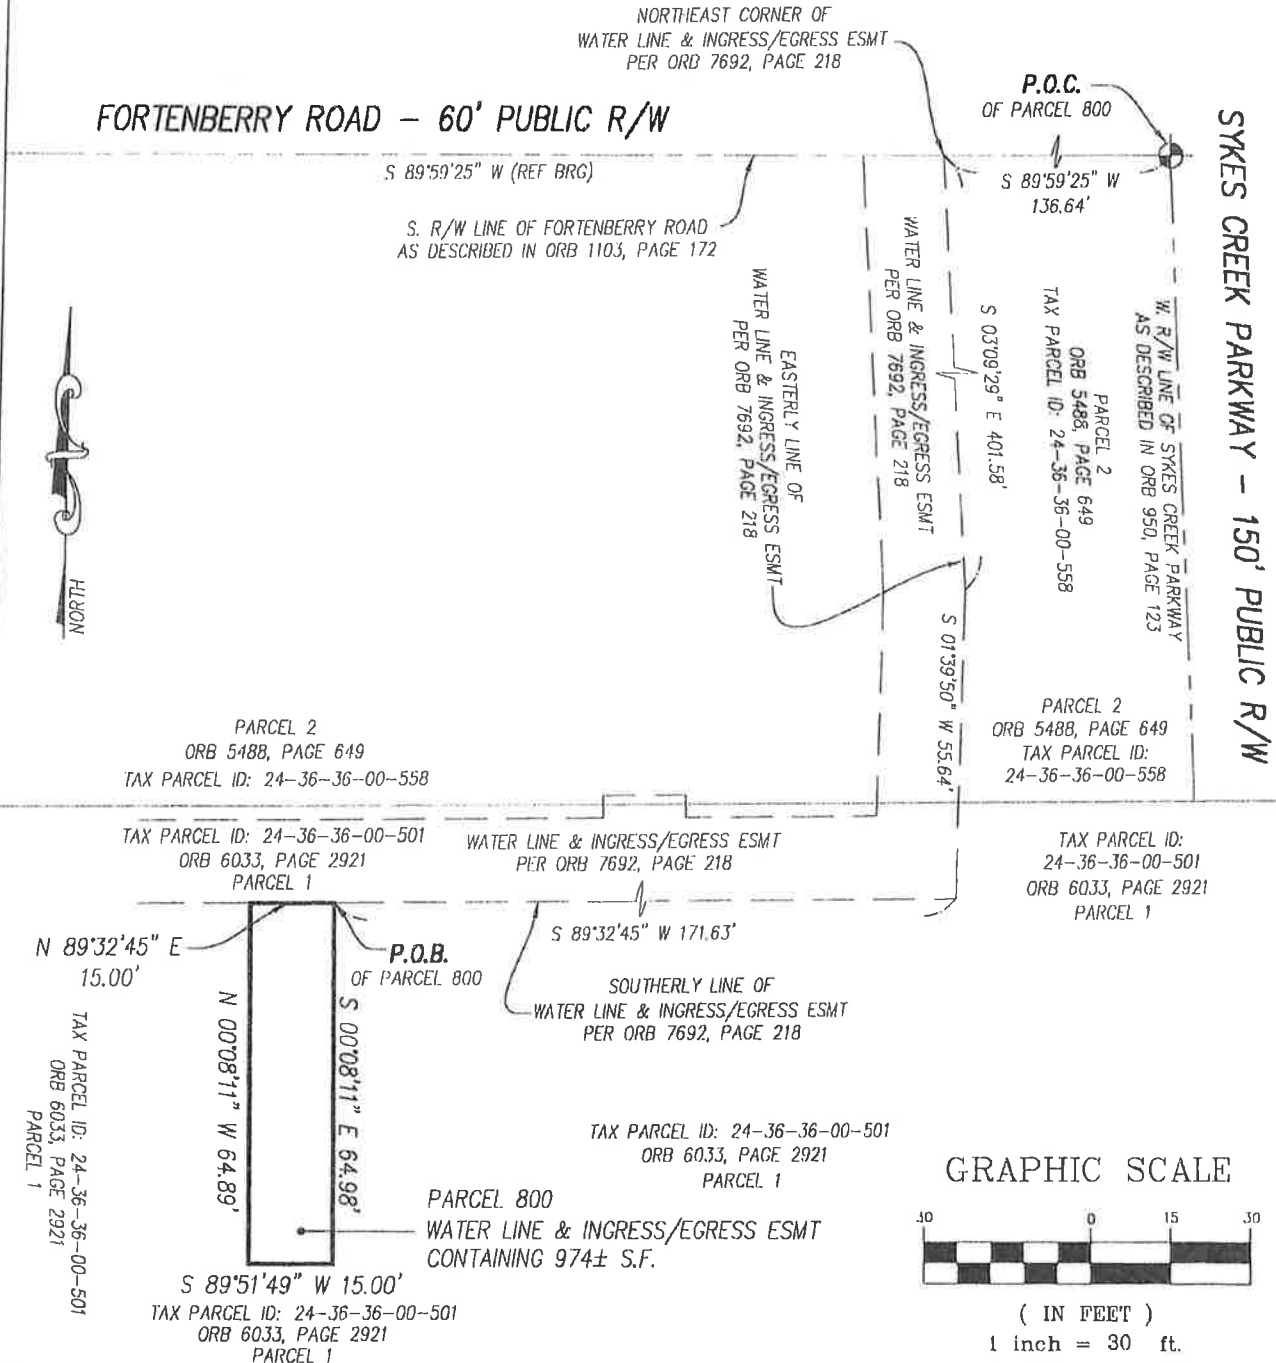 NORTHEAST CORNER OF
WATER LINE & INGRESS/EGRESS ESMT
PER ORB 7692, PAGE 218
P.O.C.
OF PARCEL 800
FORTENBERRY ROAD - 60' PUBLIC R/W
S 89°59'25" W (REF BRG)
S 89°59'25" W
136.64'
S. R/W LINE OF FORTENBERRY ROAD
AS DESCRIBED IN ORB 1103, PAGE 172
SYKES CREEK PARKWAY - 150' PUBLIC R/W
W. R/W LINE OF SYKES CREEK PARKWAY
AS DESCRIBED IN ORB 950, PAGE 123
PARCEL 2
ORB 5488, PAGE 649
TAX PARCEL ID: 24-36-36-00-558
S 03°09'29" E 401.58'
WATER LINE & INGRESS/EGRESS ESMT
PER ORB 7692, PAGE 218
EASTERLY LINE OF
WATER LINE & INGRESS/EGRESS ESMT
PER ORB 7692, PAGE 218
NORTH
S 01°39'50" W 55.64'
PARCEL 2
ORB 5488, PAGE 649
TAX PARCEL ID: 24-36-36-00-558
PARCEL 2
ORB 5488, PAGE 649
TAX PARCEL ID:
24-36-36-00-558
TAX PARCEL ID: 24-36-36-00-501
ORB 6033, PAGE 2921
PARCEL 1
WATER LINE & INGRESS/EGRESS ESMT
PER ORB 7692, PAGE 218
TAX PARCEL ID:
24-36-36-00-501
ORB 6033, PAGE 2921
PARCEL 1
N 89°32'45" E
15.00'
P.O.B.
OF PARCEL 800
S 89°32'45" W 171.63'
SOUTHERLY LINE OF
WATER LINE & INGRESS/EGRESS ESMT
PER ORB 7692, PAGE 218
N 00°08'11" W 64.89'
S 00°08'11" E 64.98'
TAX PARCEL ID: 24-36-36-00-501
ORB 6033, PAGE 2921
PARCEL 1
TAX PARCEL ID: 24-36-36-00-501
ORB 6033, PAGE 2921
PARCEL 1
PARCEL 800
WATER LINE & INGRESS/EGRESS ESMT
CONTAINING 974± S.F.
S 89°51'49" W 15.00'
TAX PARCEL ID: 24-36-36-00-501
ORB 6033, PAGE 2921
PARCEL 1
GRAPHIC SCALE
30 0 15 30
( IN FEET )
1 inch = 30 ft.